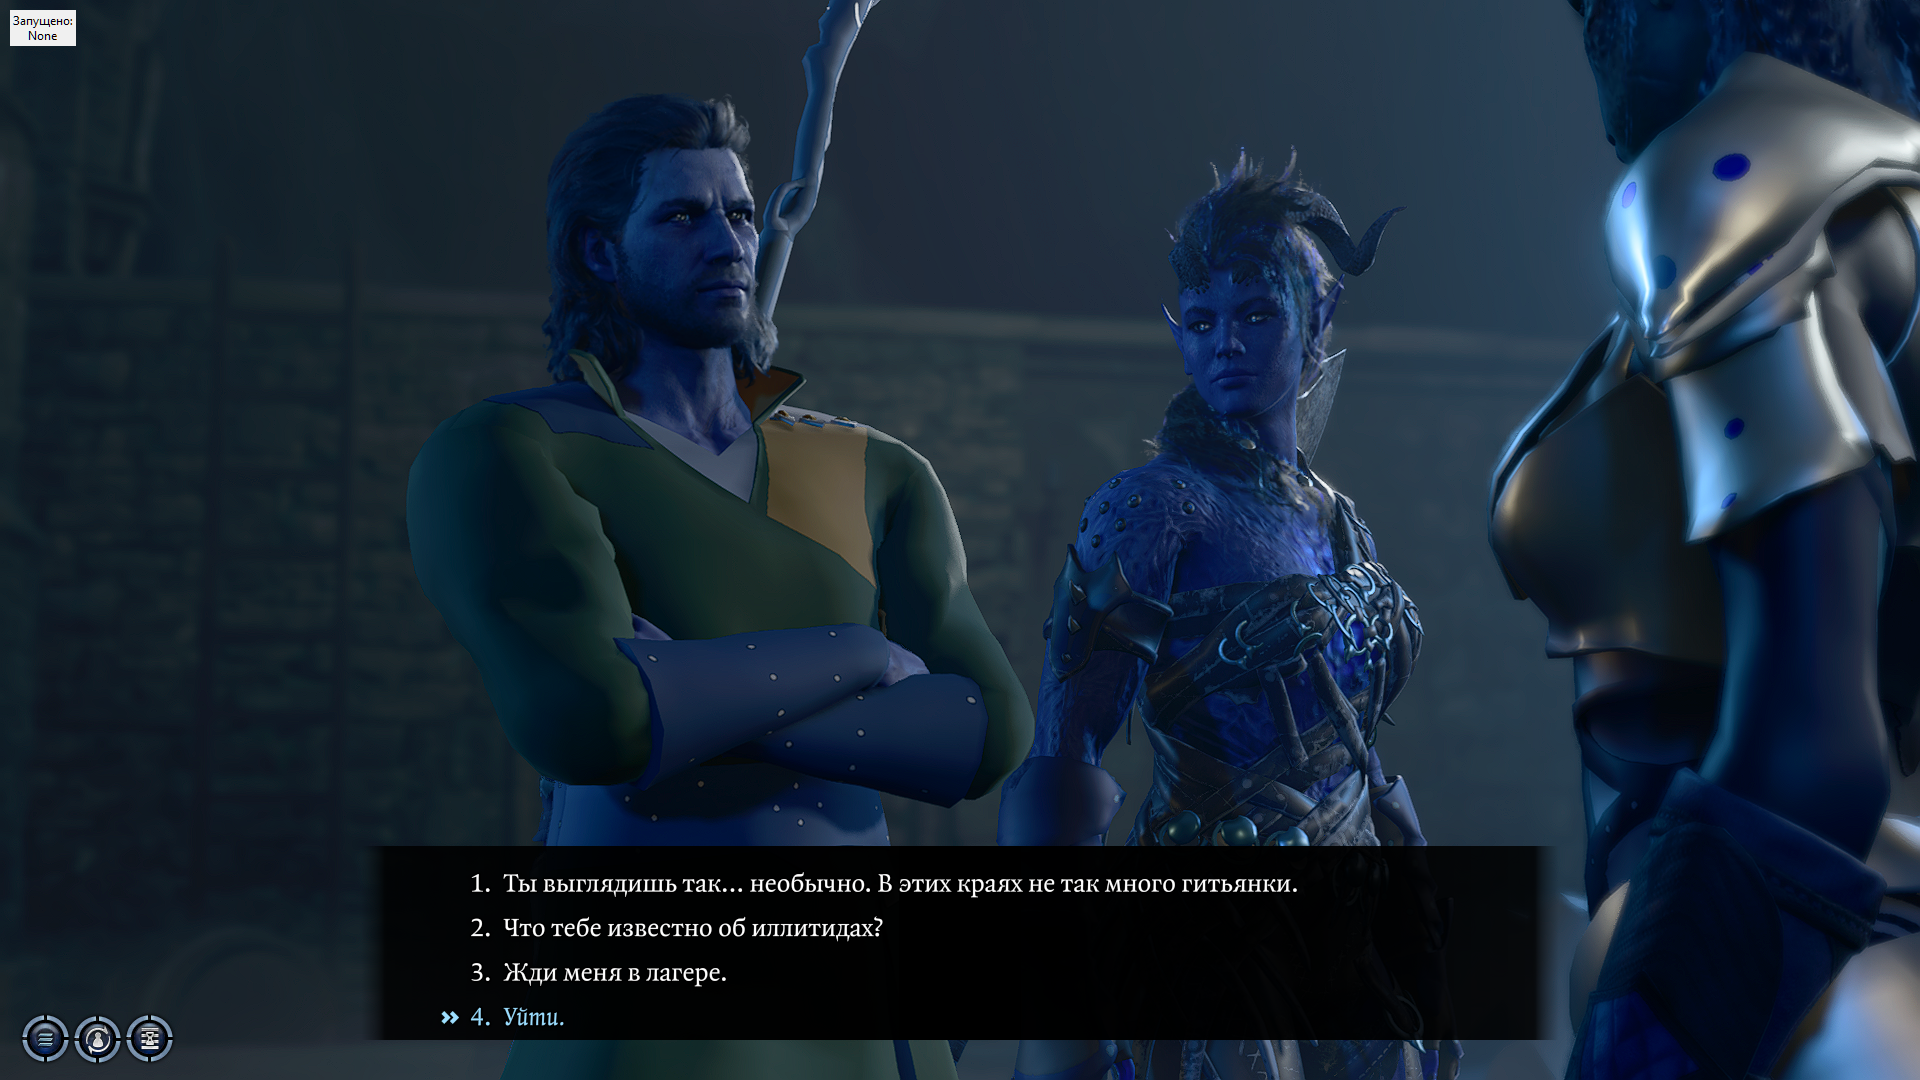 Запущено:
None
1. Ты выглядишь так... необычно. В этих краях не так много гитьянки.
2. Что тебе известно об иллитидах?
3. Жди меня в лагере.
4. Уйти.